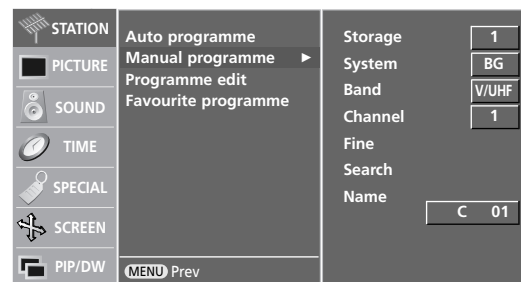 STATION
PICTURE
SOUND
TIME
SPECIAL
SCREEN
PIP/DW
Auto programme
Manual programme ►
Programme edit
Favourite programme
MENU Prev
Storage 1
System BG
Band V/UHF
Channel 1
Fine
Search
Name
C 01